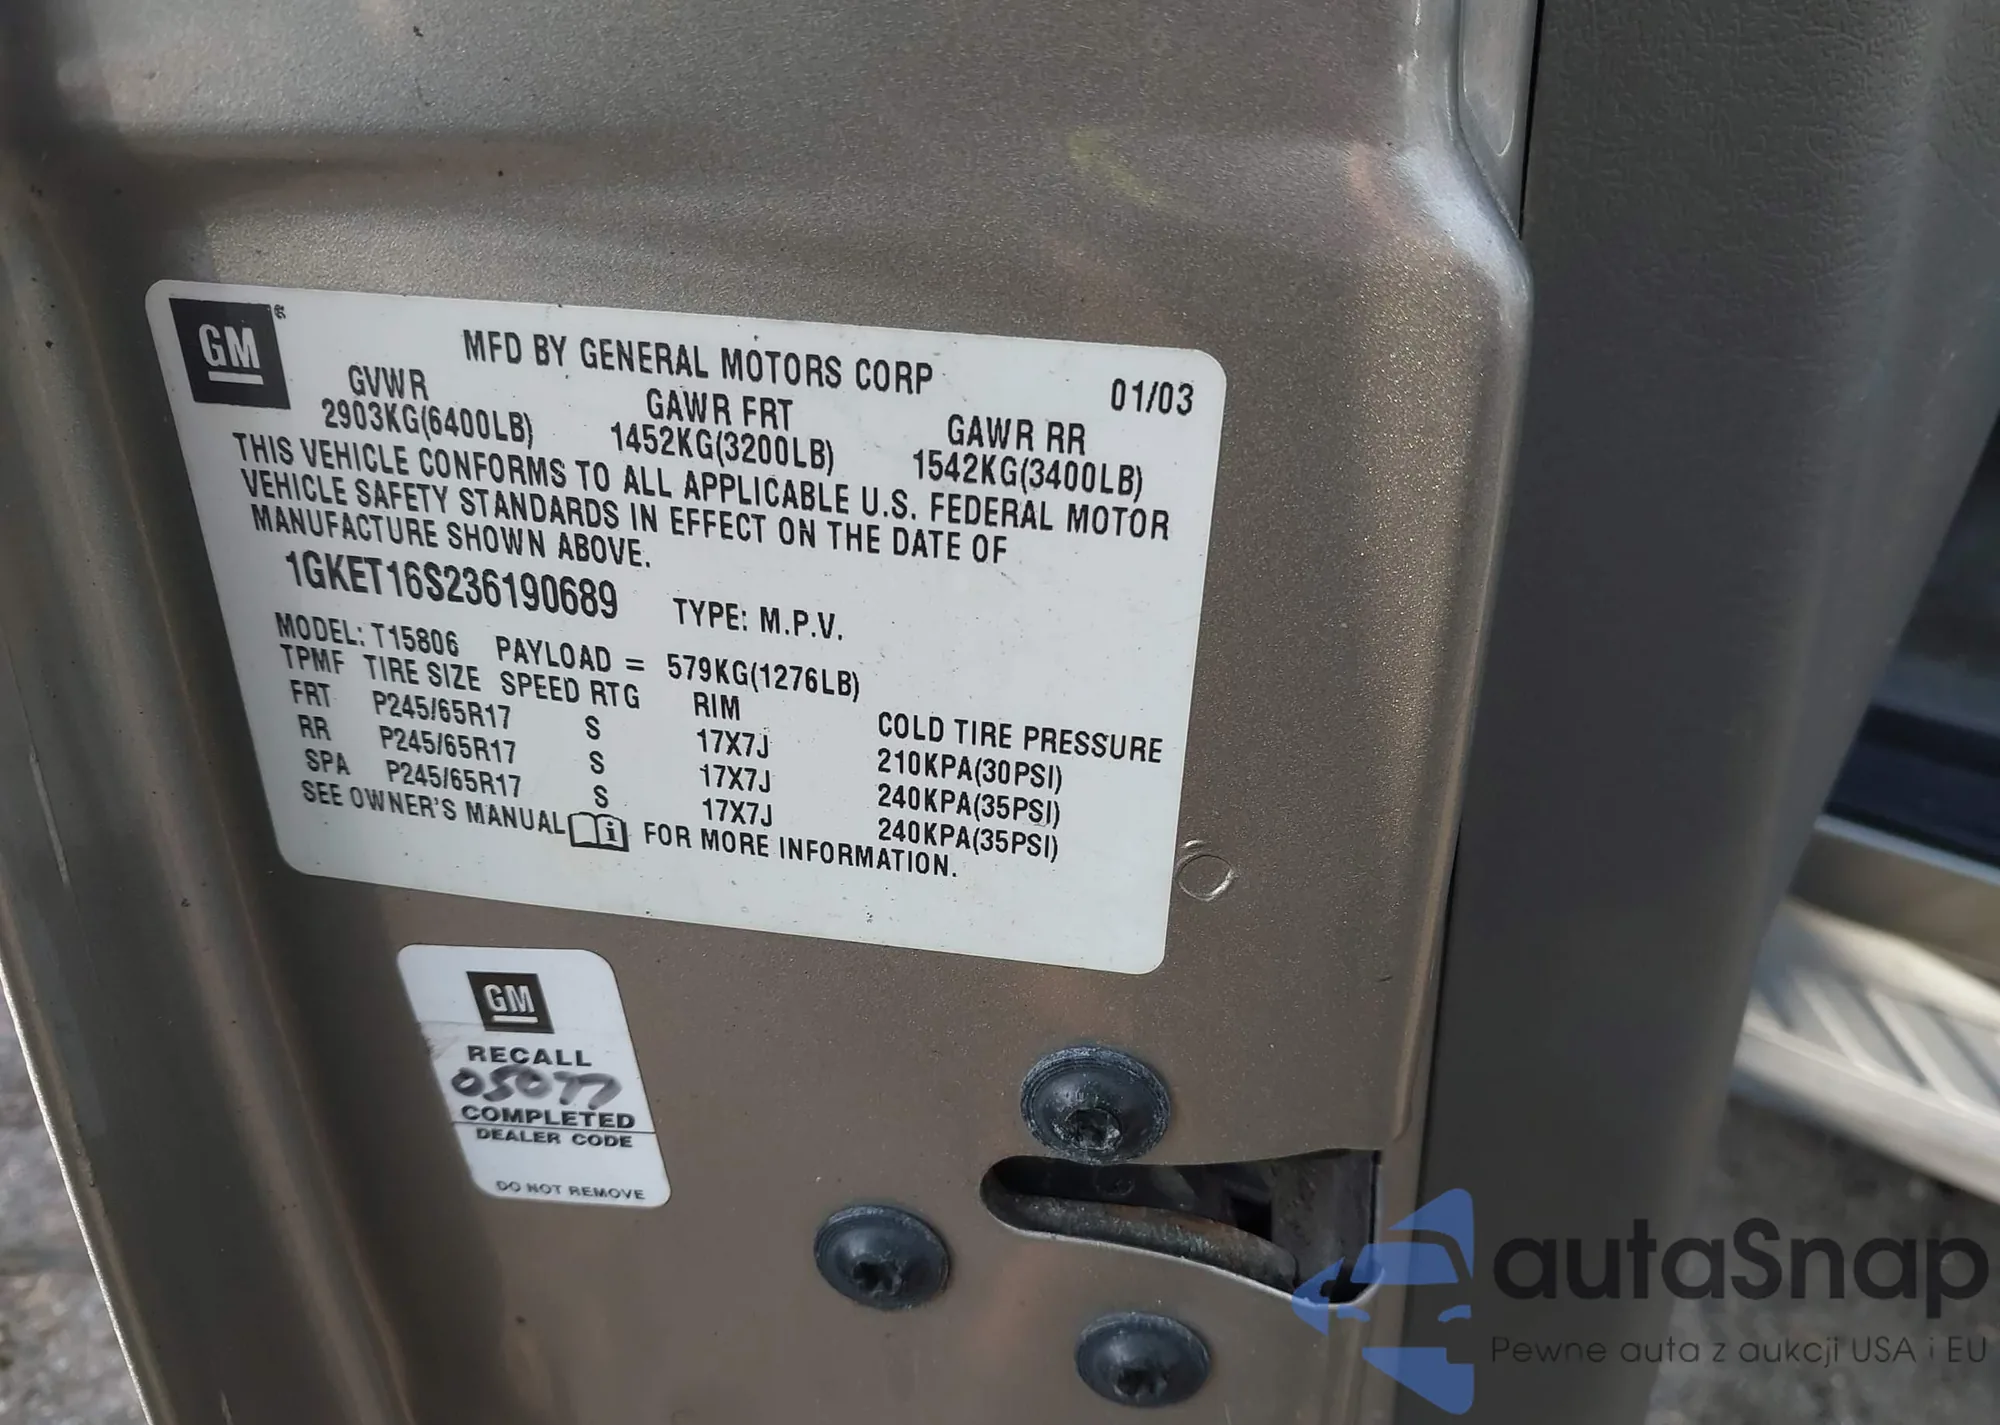 GM®
MFD BY GENERAL MOTORS CORP 01/03
GVWR GAWR FRT GAWR RR
2903KG(6400LB) 1452KG(3200LB) 1542KG(3400LB)
THIS VEHICLE CONFORMS TO ALL APPLICABLE U.S. FEDERAL MOTOR
VEHICLE SAFETY STANDARDS IN EFFECT ON THE DATE OF
MANUFACTURE SHOWN ABOVE.
1GKET16S236190689 TYPE: M.P.V.
MODEL: T15806 PAYLOAD = 579KG(1276LB)
TPMF TIRE SIZE SPEED RTG RIM COLD TIRE PRESSURE
FRT P245/65R17 S 17X7J 210KPA(30PSI)
RR P245/65R17 S 17X7J 240KPA(35PSI)
SPA P245/65R17 S 17X7J 240KPA(35PSI)
SEE OWNER'S MANUAL FOR MORE INFORMATION.
GM
RECALL
05077
COMPLETED
DEALER CODE
DO NOT REMOVE
autaSnap
Pewne auta z aukcji USA i EU